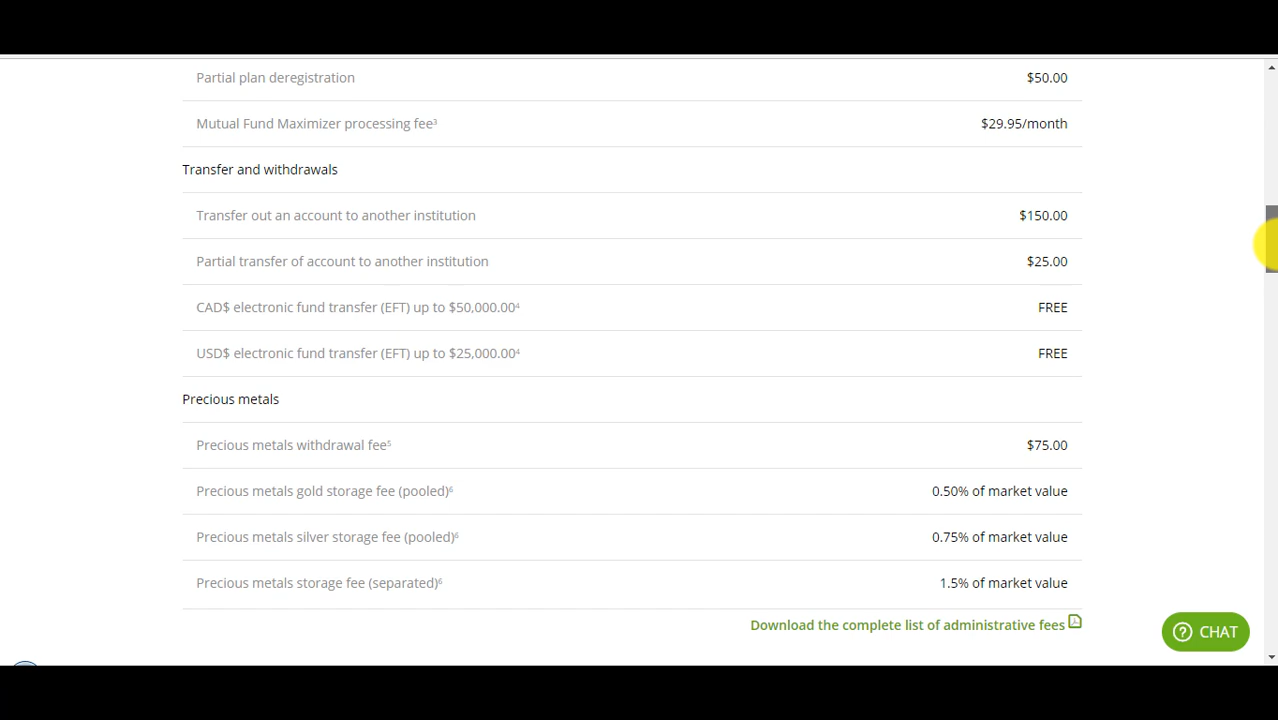 Partial plan deregistration $50.00
Mutual Fund Maximizer processing fee³ $29.95/month
Transfer and withdrawals
Transfer out an account to another institution $150.00
Partial transfer of account to another institution $25.00
CAD$ electronic fund transfer (EFT) up to $50,000.00⁴ FREE
USD$ electronic fund transfer (EFT) up to $25,000.00⁴ FREE
Precious metals
Precious metals withdrawal fee⁵ $75.00
Precious metals gold storage fee (pooled)⁶ 0.50% of market value
Precious metals silver storage fee (pooled)⁶ 0.75% of market value
Precious metals storage fee (separated)⁶ 1.5% of market value
Download the complete list of administrative fees
CHAT